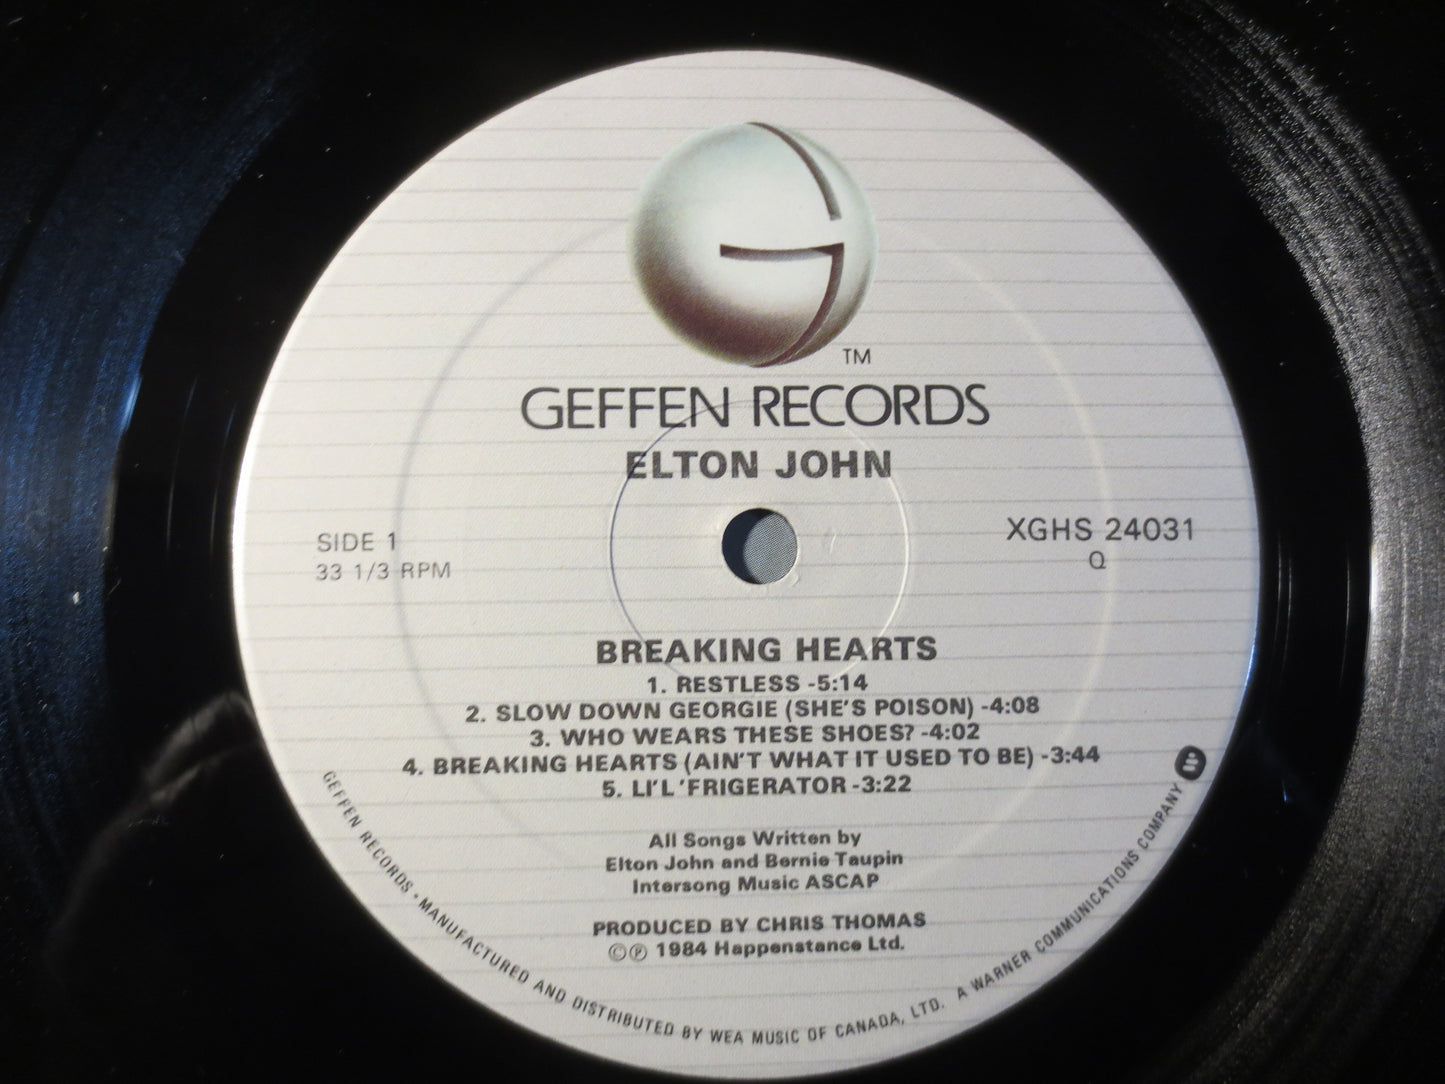 TM
GEFFEN RECORDS
ELTON JOHN
SIDE 1
33 1/3 RPM
XGHS 24031
Q
BREAKING HEARTS
1. RESTLESS -5:14
2. SLOW DOWN GEORGIE (SHE'S POISON) -4:08
3. WHO WEARS THESE SHOES? -4:02
4. BREAKING HEARTS (AIN'T WHAT IT USED TO BE) -3:44
5. LI'L 'FRIGERATOR -3:22
All Songs Written by
Elton John and Bernie Taupin
Intersong Music ASCAP
PRODUCED BY CHRIS THOMAS
©℗ 1984 Happenstance Ltd.
GEFFEN RECORDS • MANUFACTURED AND DISTRIBUTED BY WEA MUSIC OF CANADA, LTD. A WARNER COMMUNICATIONS COMPANY